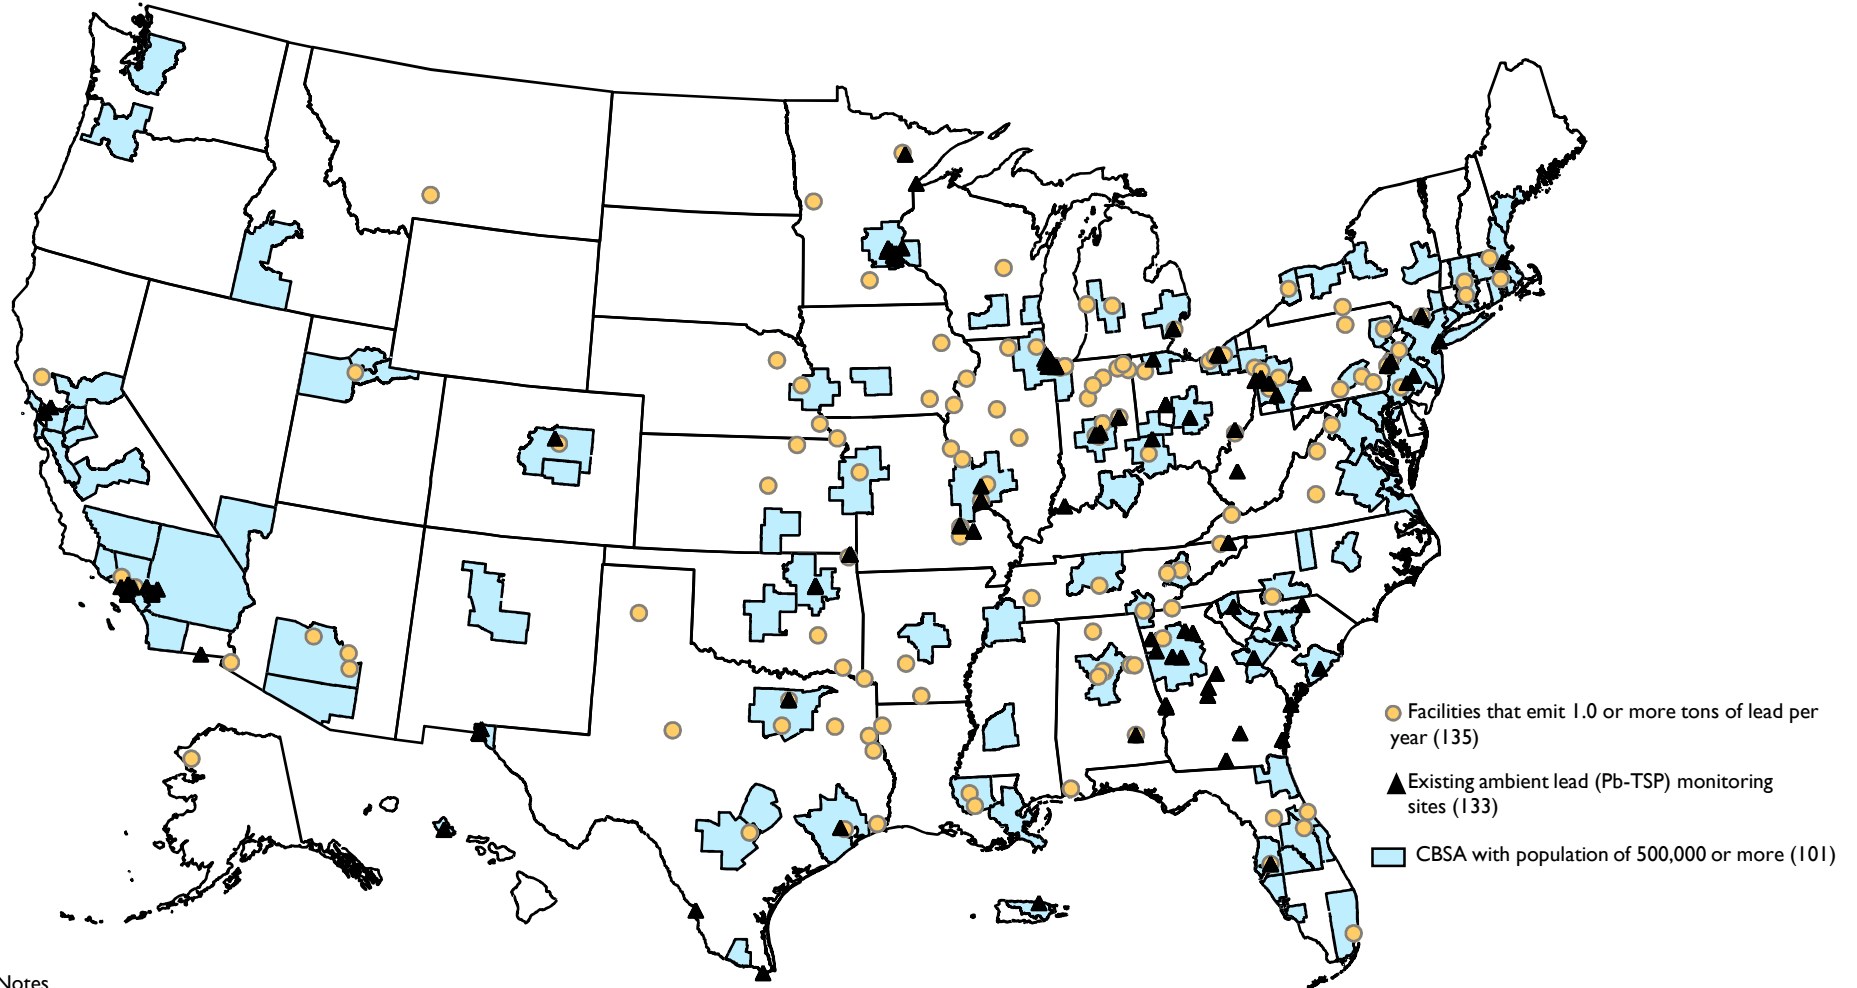 Facilities that emit 1.0 or more tons of lead per
year (135)
Existing ambient lead (Pb-TSP) monitoring
sites (133)
CBSA with population of 500,000 or more (101)
Notes